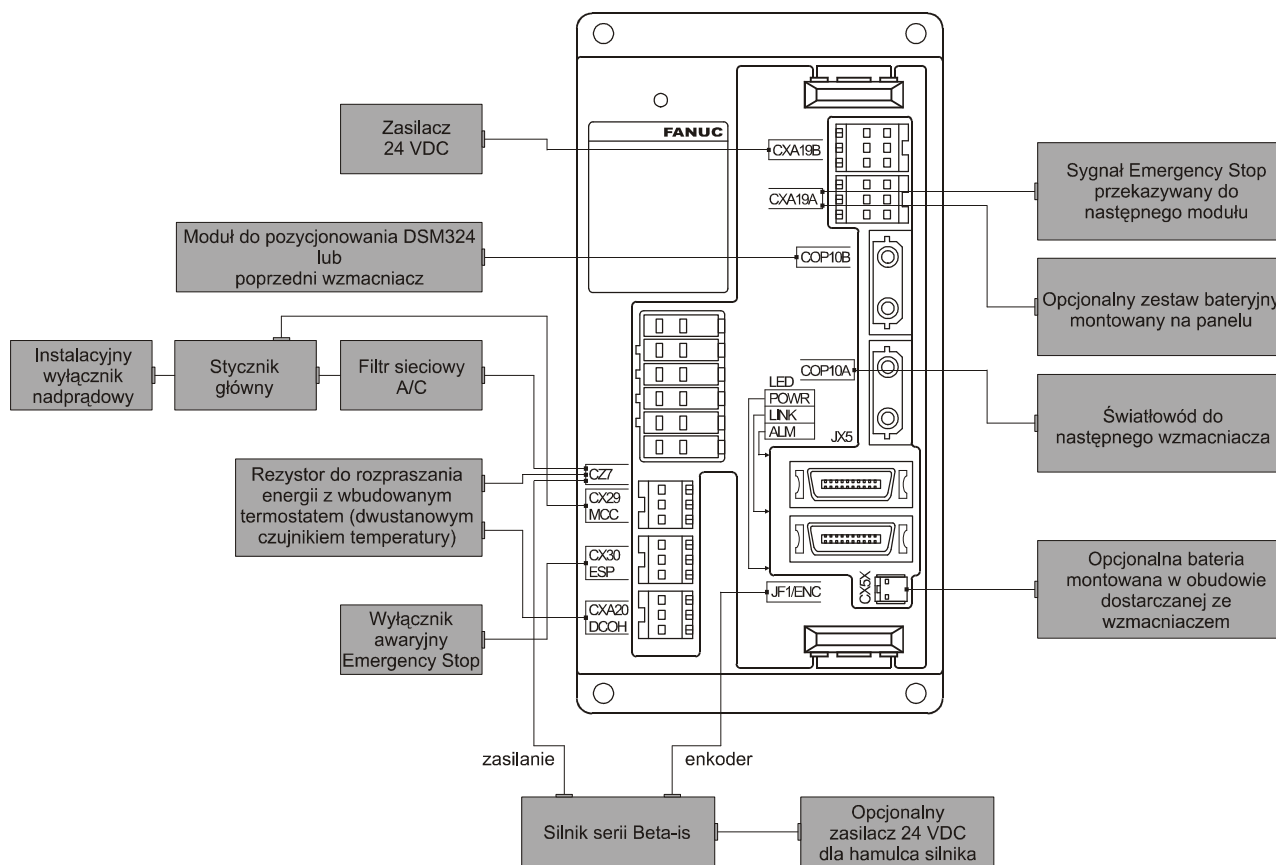 Zasilacz
24 VDC
FANUC
CXA19B
CXA19A
Sygnał Emergency Stop
przekazywany do
następnego modułu
Moduł do pozycjonowania DSM324
lub
poprzedni wzmacniacz
COP10B
Opcjonalny zestaw bateryjny
montowany na panelu
Instalacyjny
wyłącznik
nadprądowy
Stycznik
główny
Filtr sieciowy
A/C
COP10A
LED
POWR
LINK
ALM
JX5
Światłowód do
następnego wzmacniacza
Rezystor do rozpraszania
energii z wbudowanym
termostatem (dwustanowym
czujnikiem temperatury)
CZ7
CX29
MCC
CX30
ESP
CXA20
DCOH
JF1/ENC
CX5X
Opcjonalna bateria
montowana w obudowie
dostarczanej ze
wzmacniaczem
Wyłącznik
awaryjny
Emergency Stop
zasilanie
enkoder
Silnik serii Beta-is
Opcjonalny
zasilacz 24 VDC
dla hamulca silnika